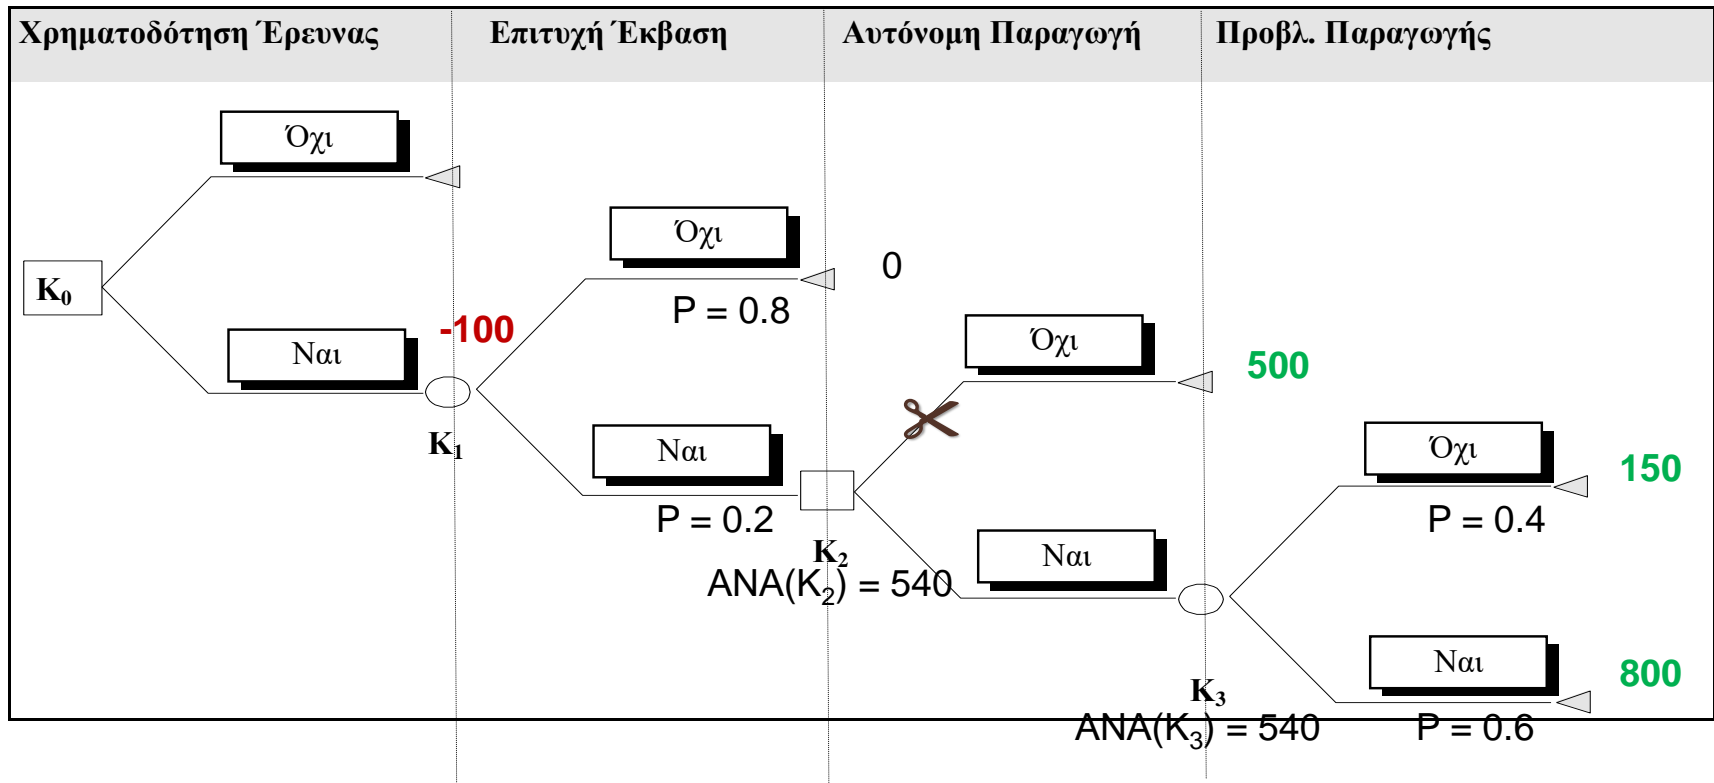 Χρηματοδότηση Έρευνας Επιτυχή Έκβαση Αυτόνομη Παραγωγή Προβλ. Παραγωγής
Όχι
Όχι
0
K₀
P = 0.8
-100
Ναι
Όχι
500
K₁
Ναι
Όχι
150
P = 0.2
P = 0.4
K₂
Ναι
ANA(K₂) = 540
Ναι
800
K₃
ANA(K₃) = 540
P = 0.6